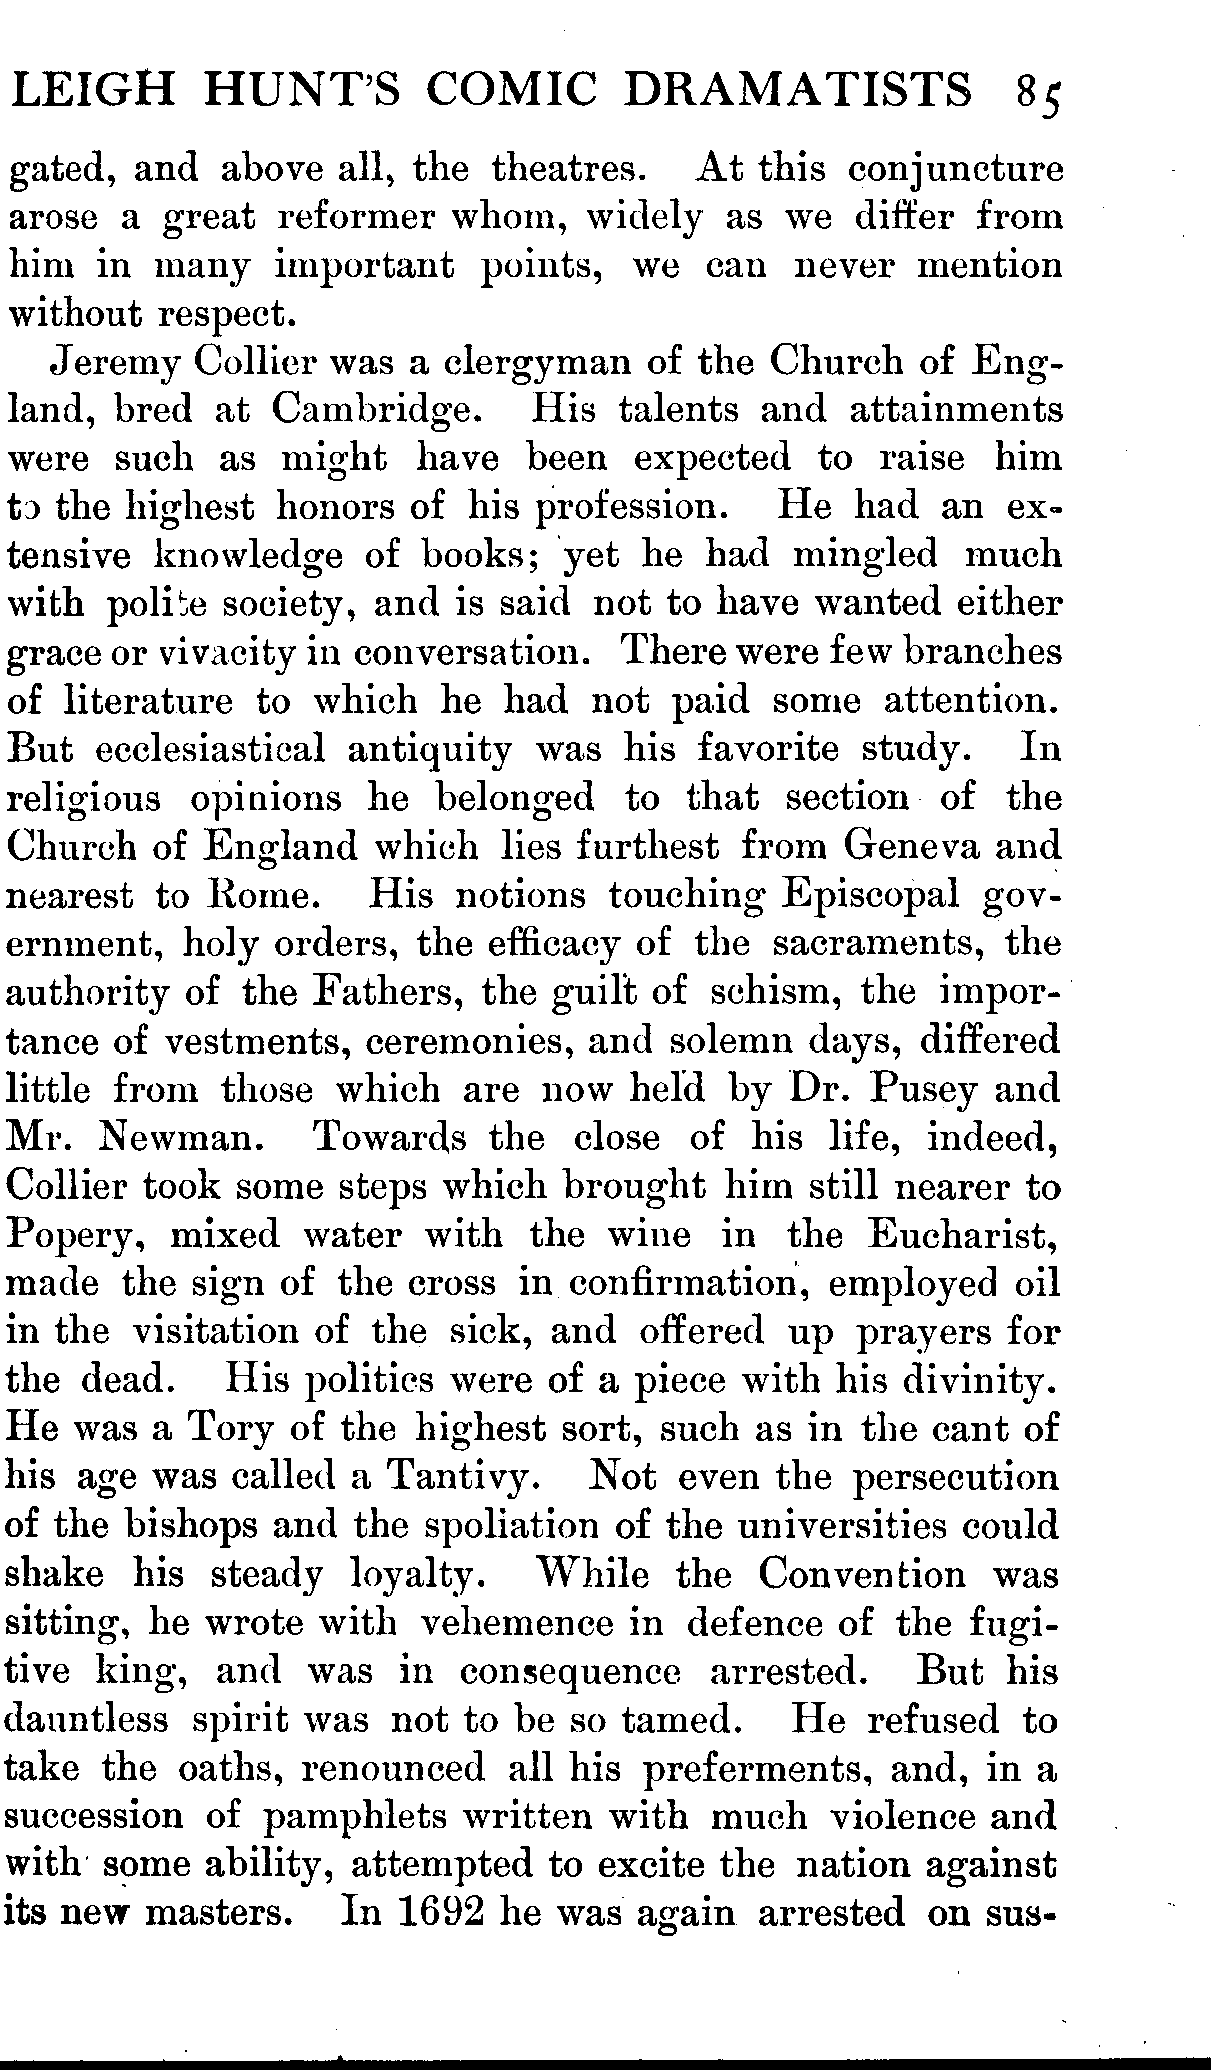 LEIGH HUNT'S COMIC DRAMATISTS 85
gated, and above all, the theatres. At this conjuncture
arose a great reformer whom, widely as we differ from
him in many important points, we can never mention
without respect.
Jeremy Collier was a clergyman of the Church of Eng-
land, bred at Cambridge. His talents and attainments
were such as might have been expected to raise him
to the highest honors of his profession. He had an ex-
tensive knowledge of books; yet he had mingled much
with polite society, and is said not to have wanted either
grace or vivacity in conversation. There were few branches
of literature to which he had not paid some attention.
But ecclesiastical antiquity was his favorite study. In
religious opinions he belonged to that section of the
Church of England which lies furthest from Geneva and
nearest to Rome. His notions touching Episcopal gov-
ernment, holy orders, the efficacy of the sacraments, the
authority of the Fathers, the guilt of schism, the impor-
tance of vestments, ceremonies, and solemn days, differed
little from those which are now held by Dr. Pusey and
Mr. Newman. Towards the close of his life, indeed,
Collier took some steps which brought him still nearer to
Popery, mixed water with the wine in the Eucharist,
made the sign of the cross in confirmation, employed oil
in the visitation of the sick, and offered up prayers for
the dead. His politics were of a piece with his divinity.
He was a Tory of the highest sort, such as in the cant of
his age was called a Tantivy. Not even the persecution
of the bishops and the spoliation of the universities could
shake his steady loyalty. While the Convention was
sitting, he wrote with vehemence in defence of the fugi-
tive king, and was in consequence arrested. But his
dauntless spirit was not to be so tamed. He refused to
take the oaths, renounced all his preferments, and, in a
succession of pamphlets written with much violence and
with some ability, attempted to excite the nation against
its new masters. In 1692 he was again arrested on sus-